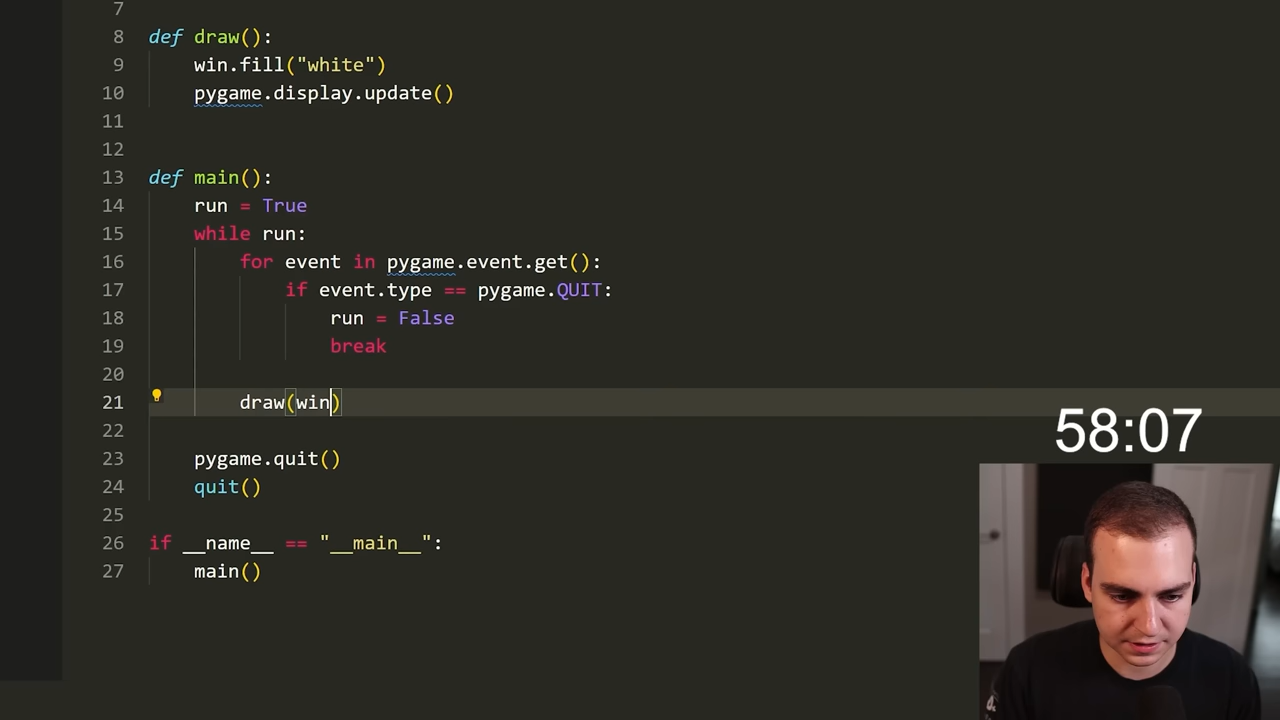 7
8 def draw():
9     win.fill("white")
10     pygame.display.update()
11
12
13 def main():
14     run = True
15     while run:
16         for event in pygame.event.get():
17             if event.type == pygame.QUIT:
18                 run = False
19                 break
20
21         draw(win)
22
23     pygame.quit()
24     quit()
25
26 if __name__ == "__main__":
27     main()
58:07